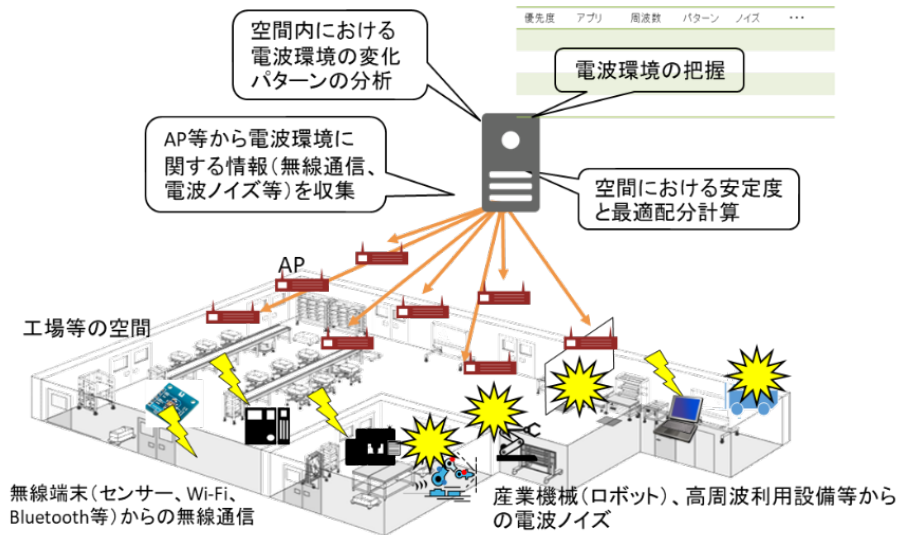 優先度 アプリ 周波数 パターン ノイズ ･･･
空間内における
電波環境の変化
パターンの分析
電波環境の把握
AP等から電波環境に
関する情報（無線通信、
電波ノイズ等）を収集
空間における安定度
と最適配分計算
AP
工場等の空間
無線端末（センサー、Wi-Fi、
Bluetooth等）からの無線通信
産業機械（ロボット）、高周波利用設備等から
の電波ノイズ